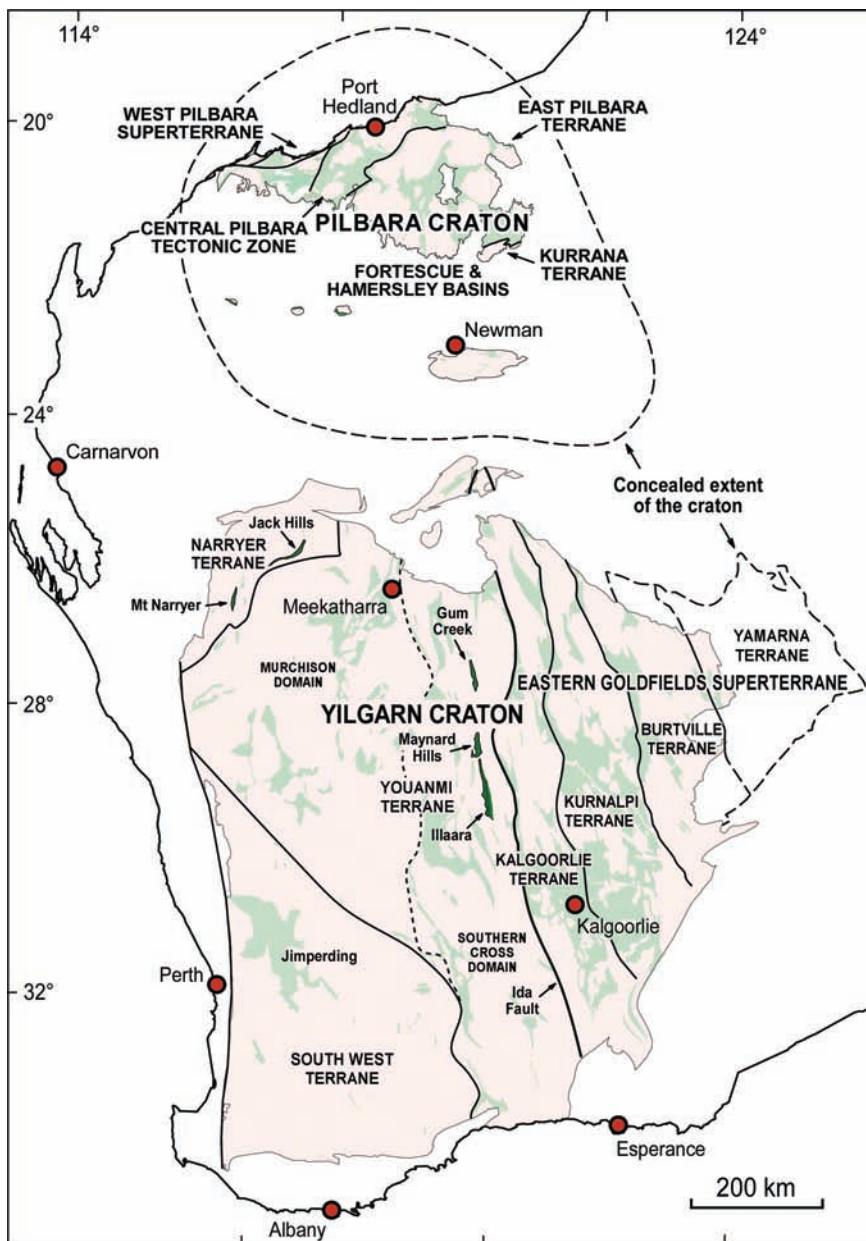 114°
124°
20°
Port
Hedland
WEST PILBARA
SUPERTERRANE
EAST PILBARA
TERRANE
CENTRAL PILBARA
TECTONIC ZONE
PILBARA CRATON
KURRANA
TERRANE
FORTESCUE &
HAMERSLEY BASINS
Newman
24°
Carnarvon
Concealed extent
of the craton
Jack Hills
NARRYER
TERRANE
Mt Narryer
Meekatharra
Gum
Creek
YAMARNA
TERRANE
MURCHISON
DOMAIN
EASTERN GOLDFIELDS SUPERTERRANE
28°
YILGARN CRATON
BURTVILLE
TERRANE
Maynard
Hills
YOUANMI
TERRANE
KURNALPI
TERRANE
Illaara
KALGOORLIE
TERRANE
Kalgoorlie
SOUTHERN
CROSS
DOMAIN
Jimperding
Perth
32°
Ida
Fault
SOUTH WEST
TERRANE
Esperance
200 km
Albany